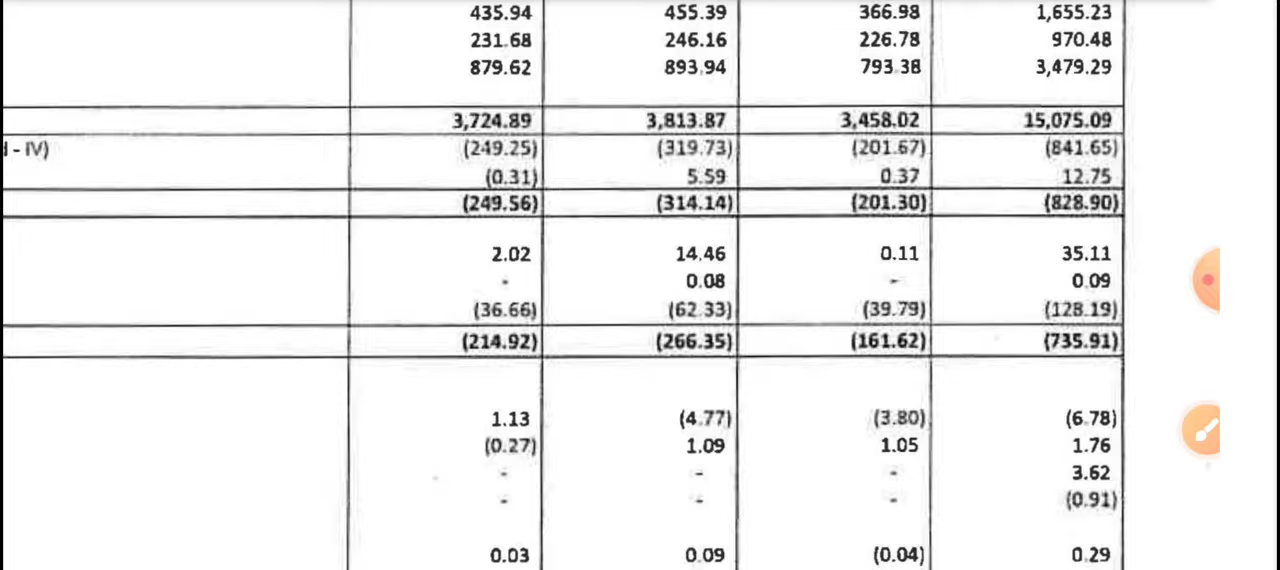 435.94 455.39 366.98 1,655.23
231.68 246.16 226.78 970.48
879.62 893.94 793.38 3,479.29
3,724.89 3,813.87 3,458.02 15,075.09
- IV) (249.25) (319.73) (201.67) (841.65)
(0.31) 5.59 0.37 12.75
(249.56) (314.14) (201.30) (828.90)
2.02 14.46 0.11 35.11
- 0.08 - 0.09
(36.66) (62.33) (39.79) (128.19)
(214.92) (266.35) (161.62) (735.91)
1.13 (4.77) (3.80) (6.78)
(0.27) 1.09 1.05 1.76
- - - 3.62
- - - (0.91)
0.03 0.09 (0.04) 0.29